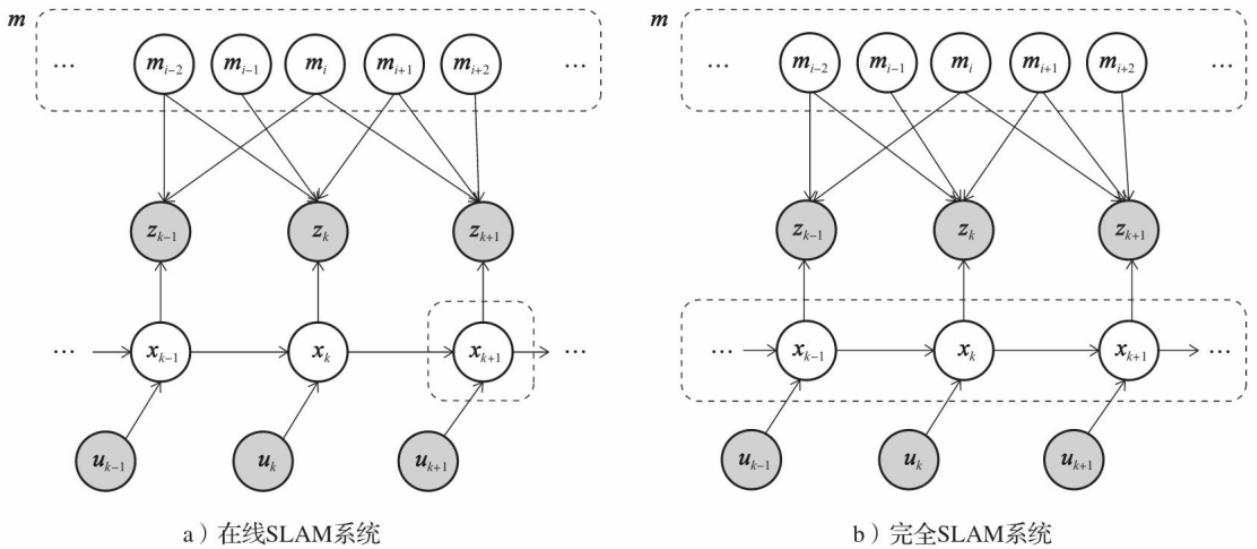 m
… m_{i−2} m_{i−1} m_i m_{i+1} m_{i+2} …
z_{k−1} z_k z_{k+1}
… x_{k−1} x_k x_{k+1} …
u_{k−1} u_k u_{k+1}
a）在线SLAM系统
m
… m_{i−2} m_{i−1} m_i m_{i+1} m_{i+2} …
z_{k−1} z_k z_{k+1}
… x_{k−1} x_k x_{k+1} …
u_{k−1} u_k u_{k+1}
b）完全SLAM系统